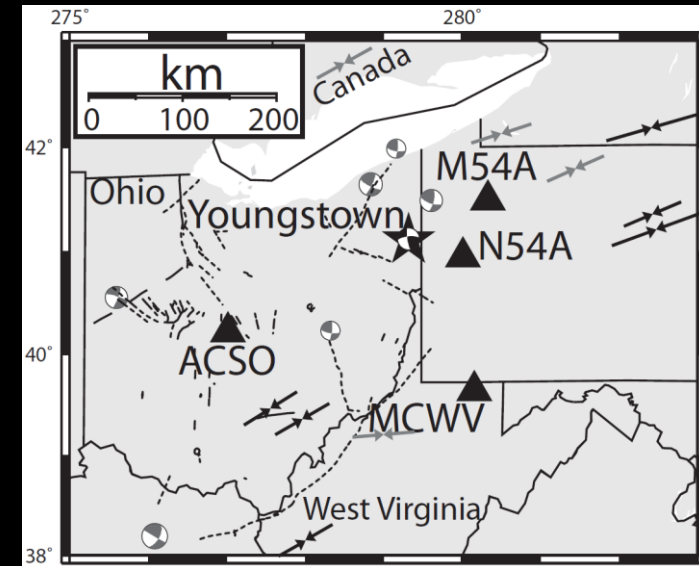 275° 280°
km
0 100 200
Canada
42°
M54A
Ohio
Youngstown
N54A
40°
ACSO
MCWV
West Virginia
38°